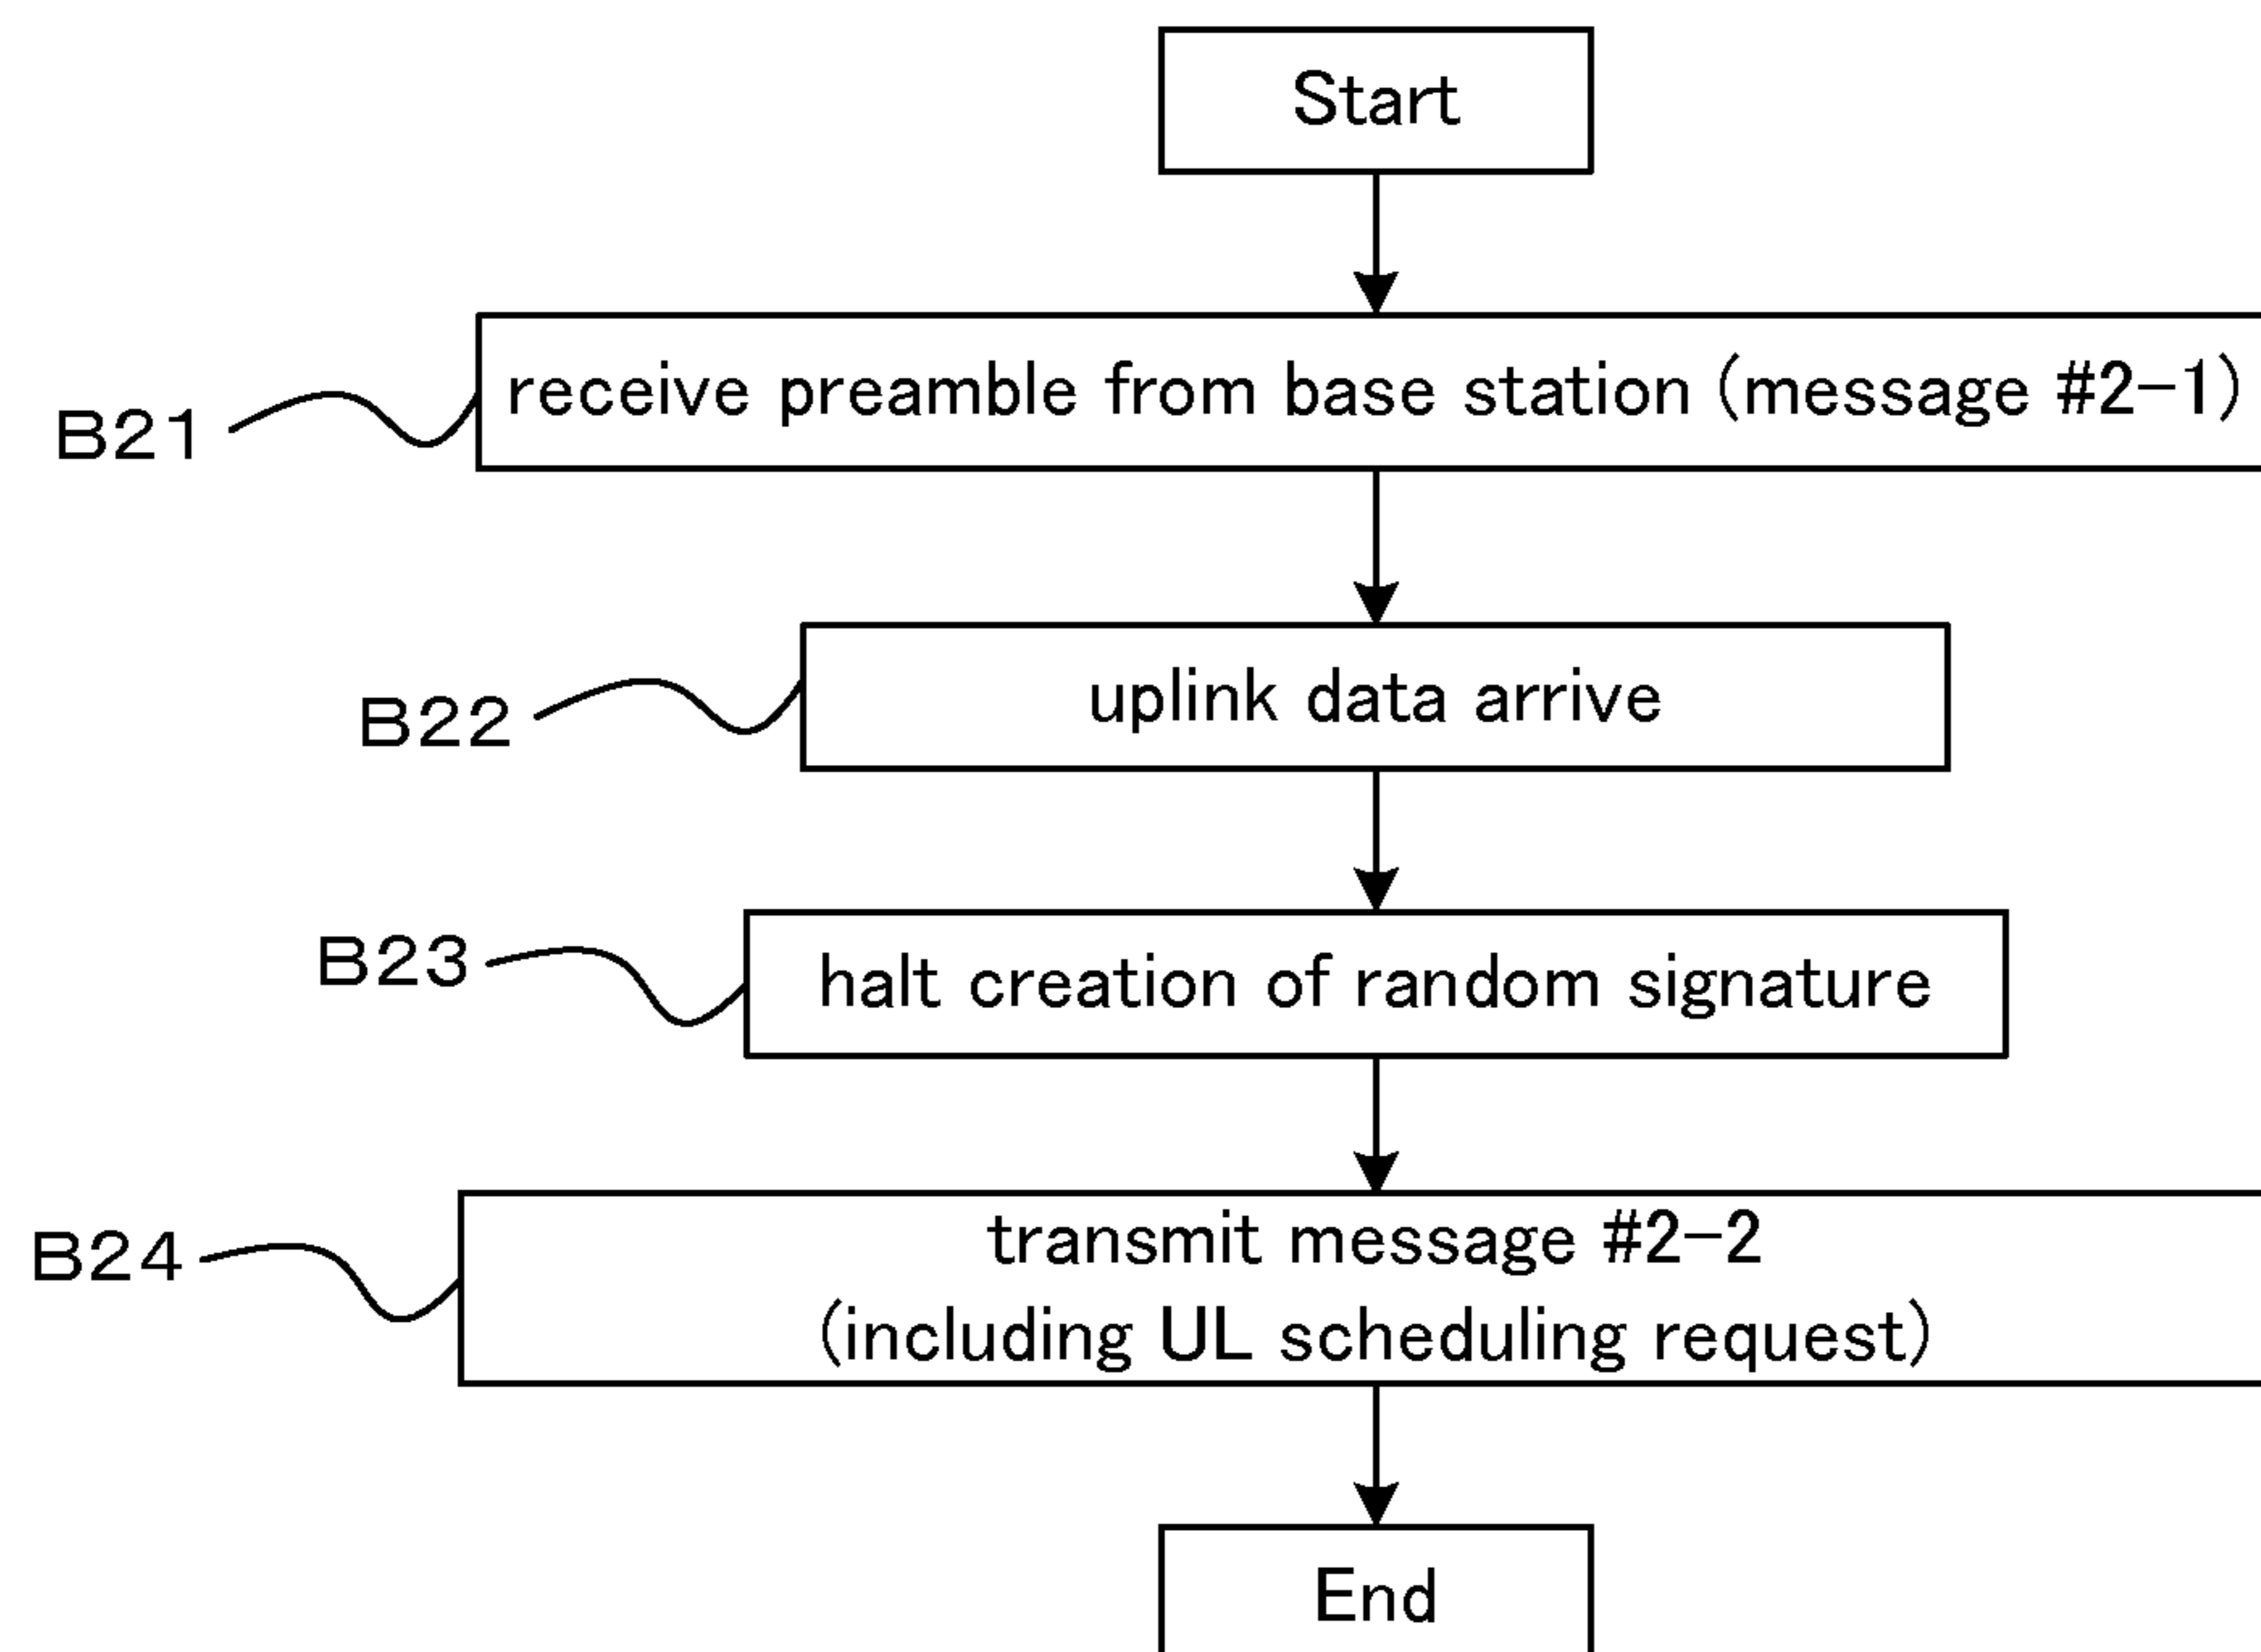 Start
receive preamble from base station (message #2-1)
B21
uplink data arrive
B22
halt creation of random signature
B23
transmit message #2-2
(including UL scheduling request)
B24
End